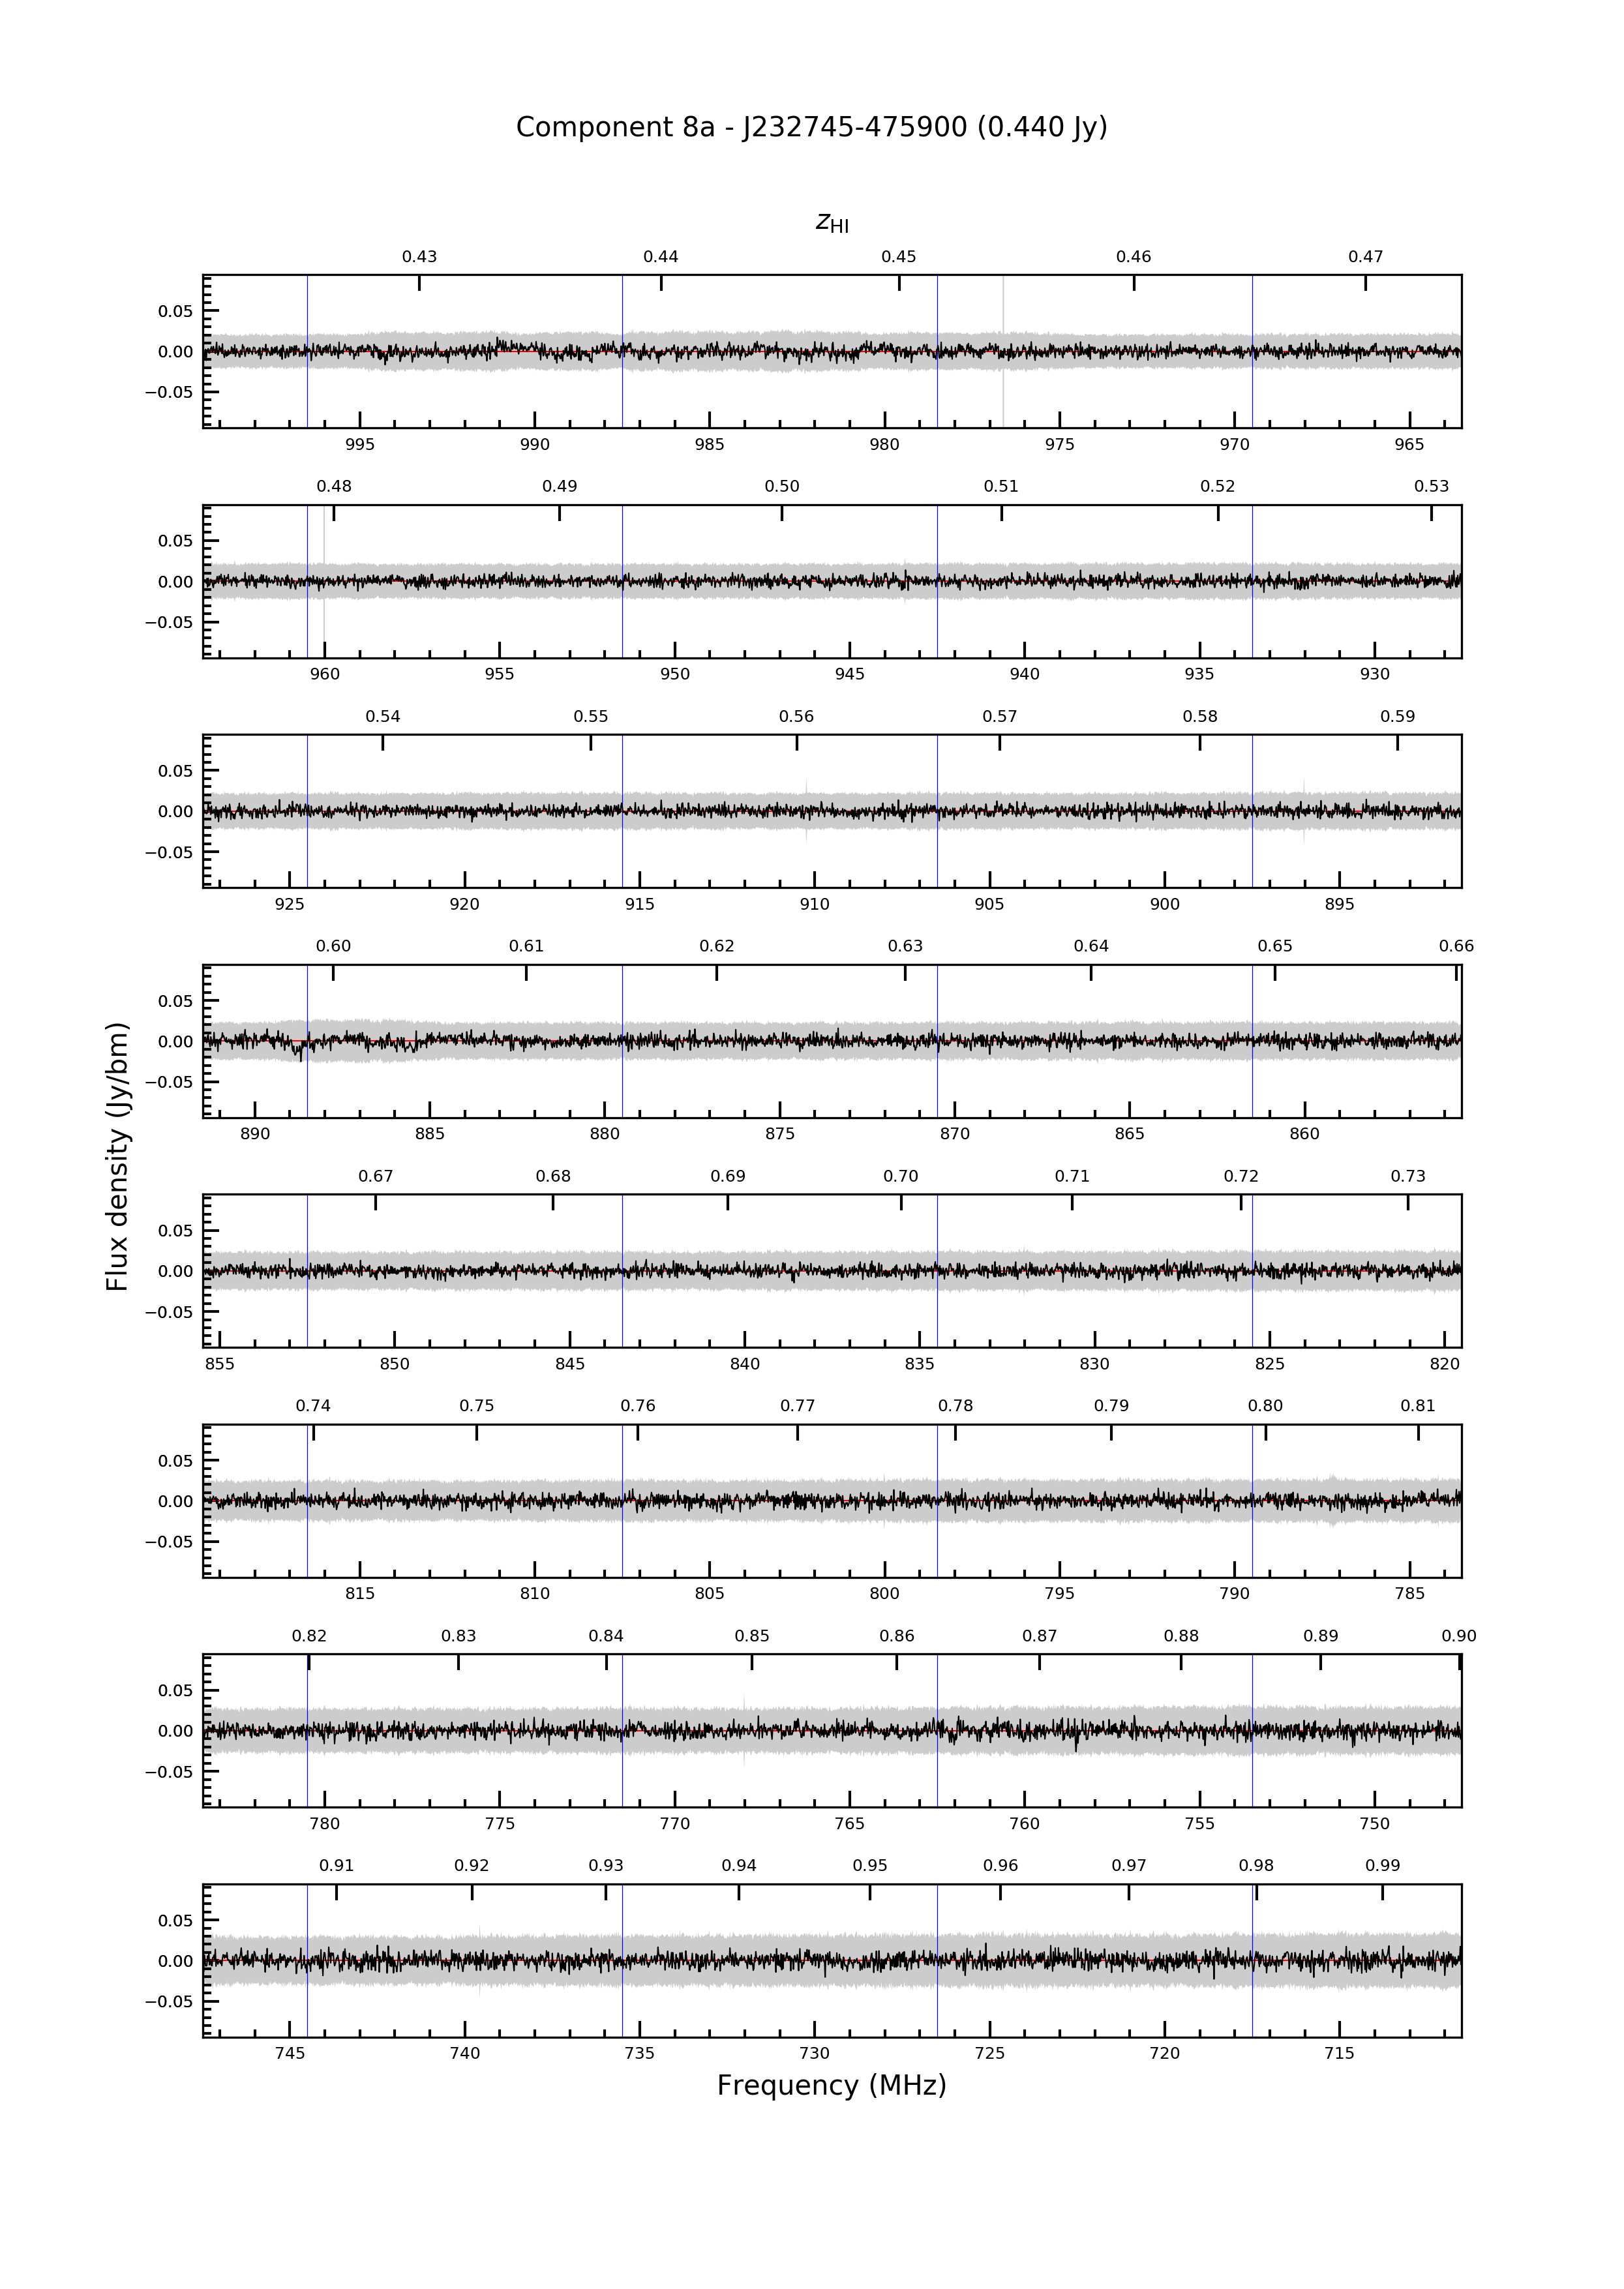 Component 8a - J232745-475900 (0.440 Jy)
zHI
0.43 0.44 0.45 0.46 0.47
0.05
0.00
−0.05
995 990 985 980 975 970 965
0.48 0.49 0.50 0.51 0.52 0.53
0.05
0.00
−0.05
960 955 950 945 940 935 930
0.54 0.55 0.56 0.57 0.58 0.59
0.05
0.00
−0.05
925 920 915 910 905 900 895
0.60 0.61 0.62 0.63 0.64 0.65 0.66
0.05
0.00
−0.05
890 885 880 875 870 865 860
Flux density (Jy/bm)
0.67 0.68 0.69 0.70 0.71 0.72 0.73
0.05
0.00
−0.05
855 850 845 840 835 830 825 820
0.74 0.75 0.76 0.77 0.78 0.79 0.80 0.81
0.05
0.00
−0.05
815 810 805 800 795 790 785
0.82 0.83 0.84 0.85 0.86 0.87 0.88 0.89 0.90
0.05
0.00
−0.05
780 775 770 765 760 755 750
0.91 0.92 0.93 0.94 0.95 0.96 0.97 0.98 0.99
0.05
0.00
−0.05
745 740 735 730 725 720 715
Frequency (MHz)